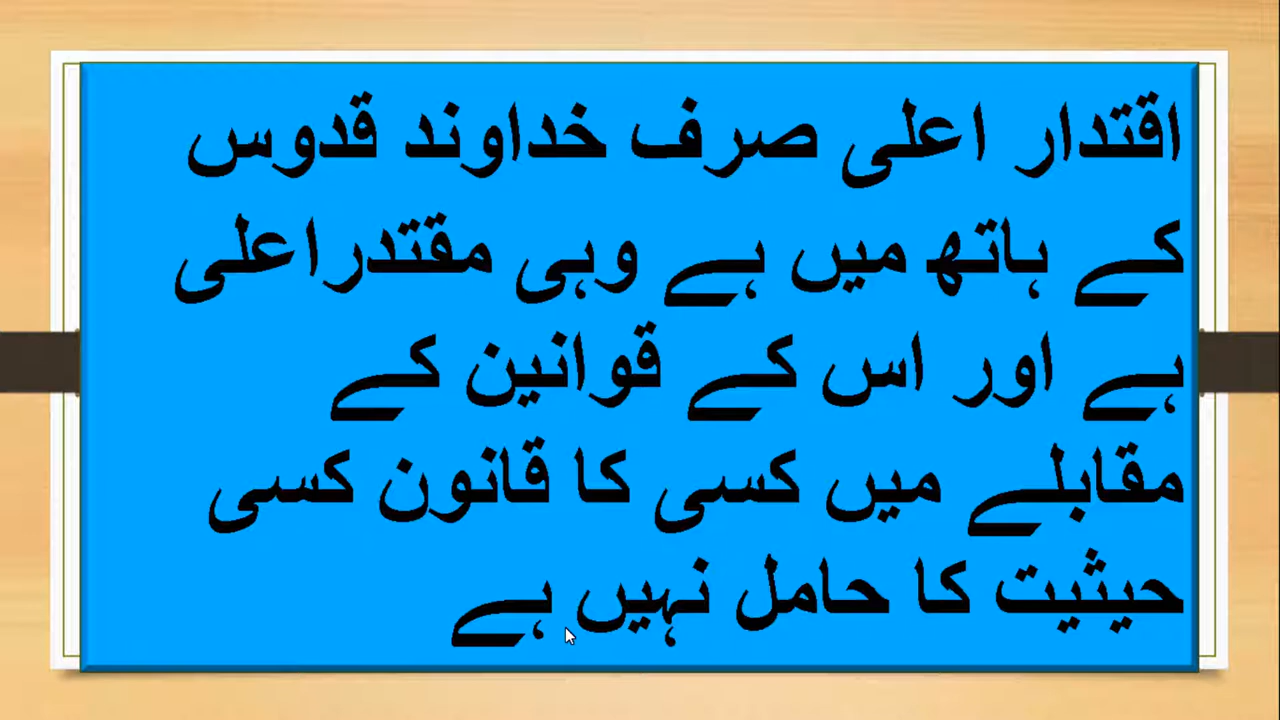 اقتدار اعلی صرف خداوند قدوس
کے ہاتھ میں ہے وہی مقتدراعلی
ہے اور اس کے قوانین کے
مقابلے میں کسی کا قانون کسی
حیثیت کا حامل نہیں ہے